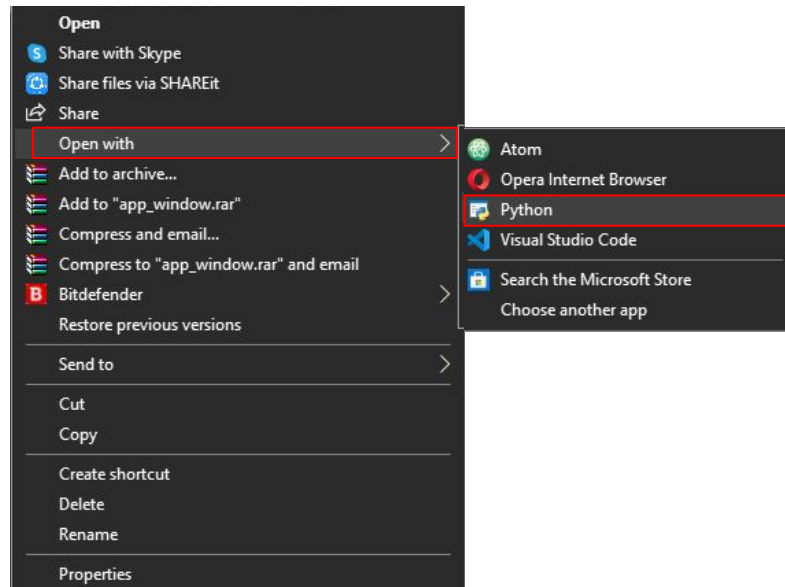 Open
Share with Skype
Share files via SHAREit
Share
Open with
Add to archive...
Add to "app_window.rar"
Compress and email...
Compress to "app_window.rar" and email
Bitdefender
Restore previous versions
Send to
Cut
Copy
Create shortcut
Delete
Rename
Properties
Atom
Opera Internet Browser
Python
Visual Studio Code
Search the Microsoft Store
Choose another app